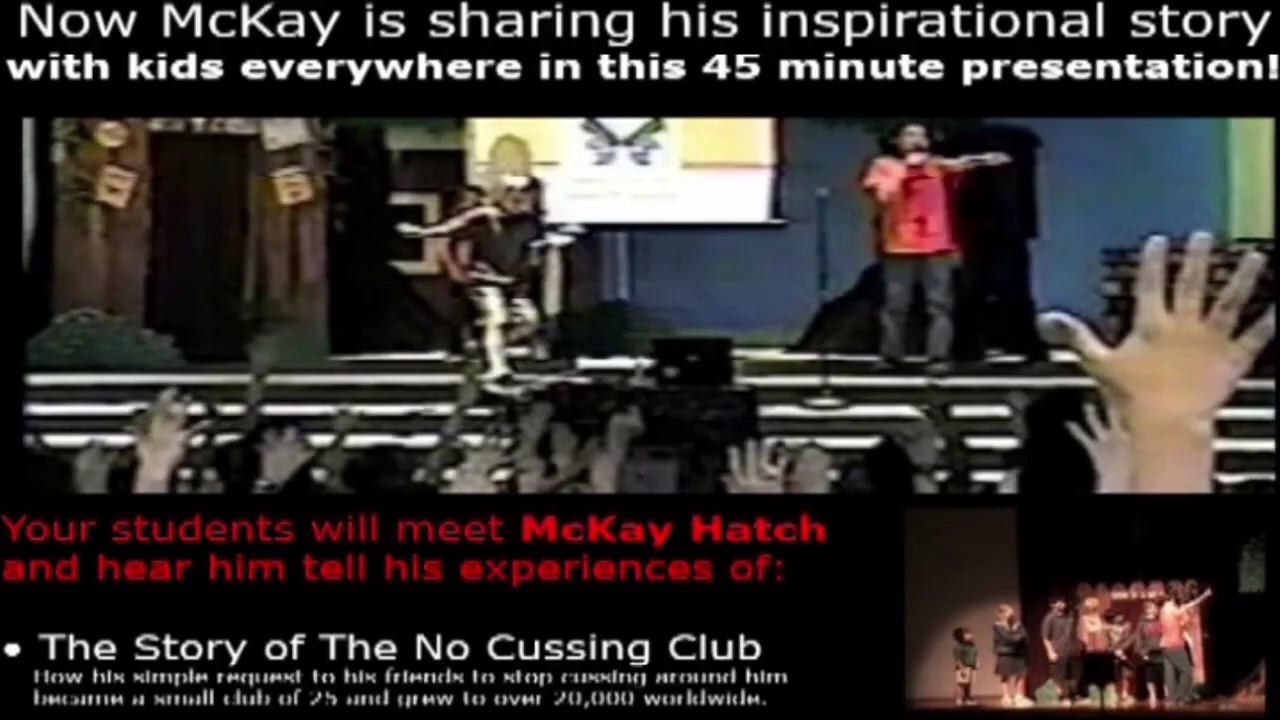 Now McKay is sharing his inspirational story
with kids everywhere in this 45 minute presentation!
Your students will meet McKay Hatch
and hear him tell his experiences of:
• The Story of The No Cussing Club
How his simple request to his friends to stop cussing around him
became a small club of 25 and grew to over 20,000 worldwide.